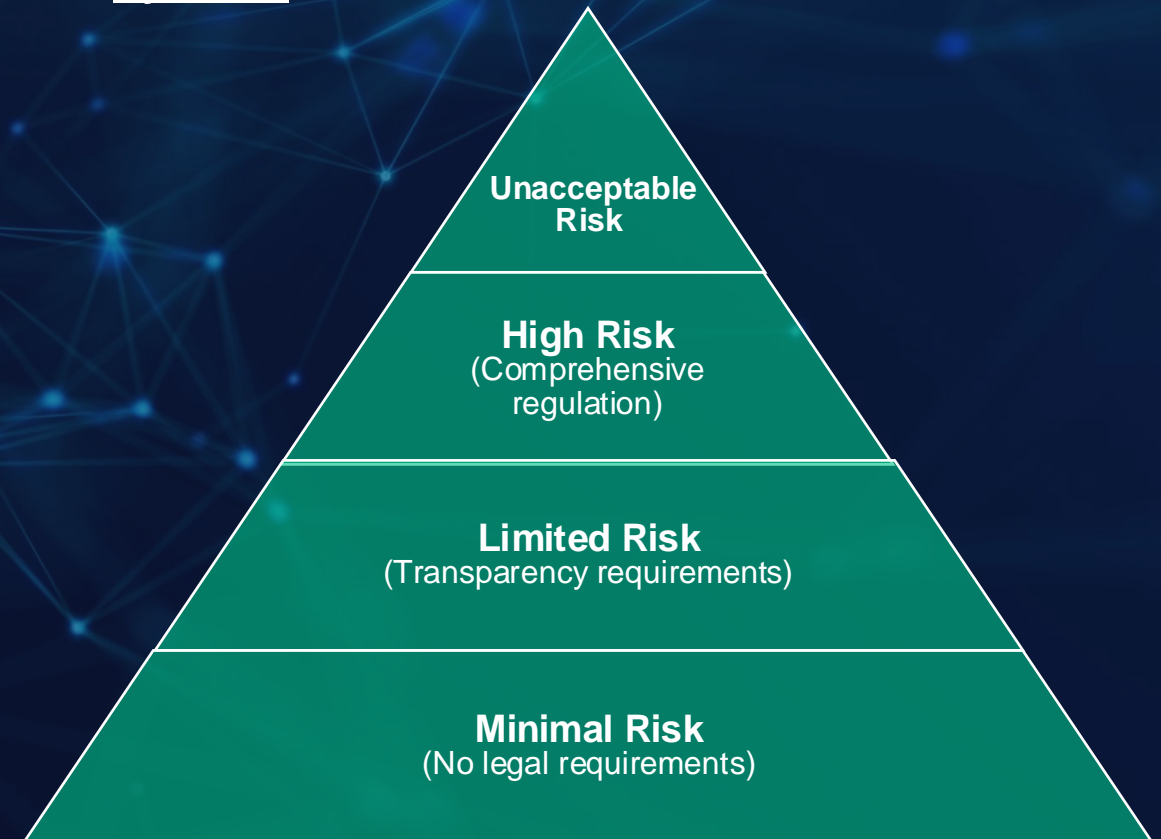 Unacceptable
Risk
High Risk
(Comprehensive
regulation)
Limited Risk
(Transparency requirements)
Minimal Risk
(No legal requirements)